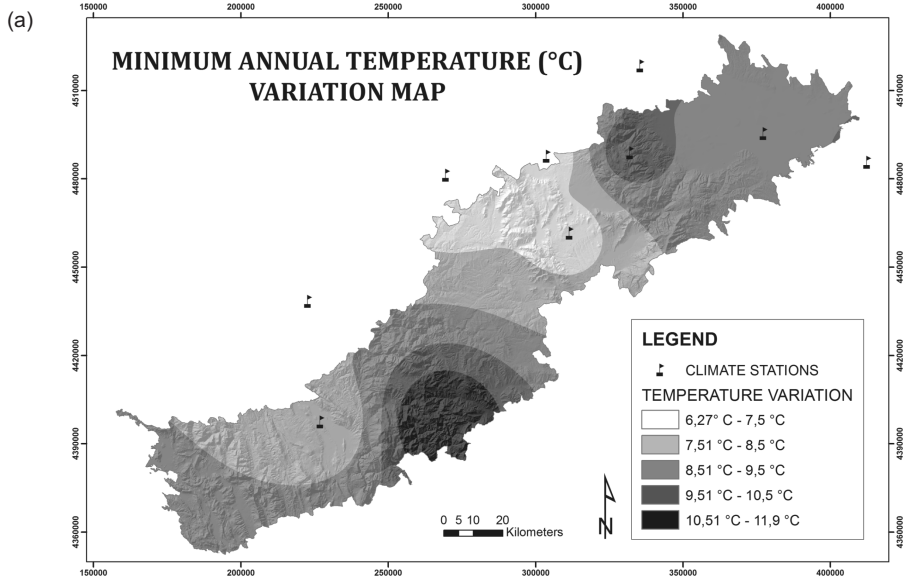 (a)
150000 200000 250000 300000 350000 400000
MINIMUM ANNUAL TEMPERATURE (°C)
VARIATION MAP
4510000 4510000
4480000 4480000
4450000 4450000
4420000 4420000
4390000 4390000
4360000 4360000
LEGEND
CLIMATE STATIONS
TEMPERATURE VARIATION
6,27° C - 7,5 °C
7,51 °C - 8,5 °C
8,51 °C - 9,5 °C
9,51 °C - 10,5 °C
10,51 °C - 11,9 °C
0 5 10 20
Kilometers
N
150000 200000 250000 300000 350000 400000